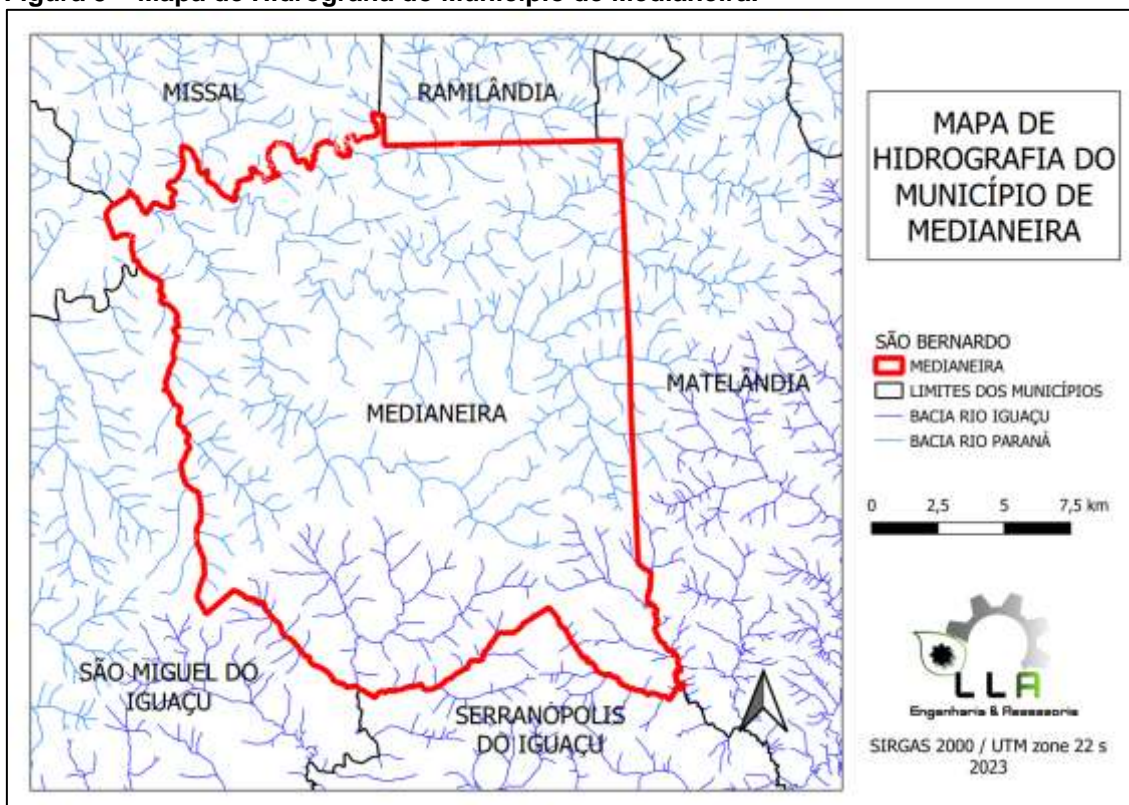 MISSAL
RAMILÂNDIA
MATELÂNDIA
MEDIANEIRA
SÃO MIGUEL DO
IGUAÇU
SERRANÓPOLIS
DO IGUAÇU
MAPA DE
HIDROGRAFIA DO
MUNICÍPIO DE
MEDIANEIRA
SÃO BERNARDO
MEDIANEIRA
LIMITES DOS MUNICÍPIOS
BACIA RIO IGUAÇU
BACIA RIO PARANÁ
0 2,5 5 7,5 km
LLA
Engenharia & Assessoria
SIRGAS 2000 / UTM zone 22 s
2023